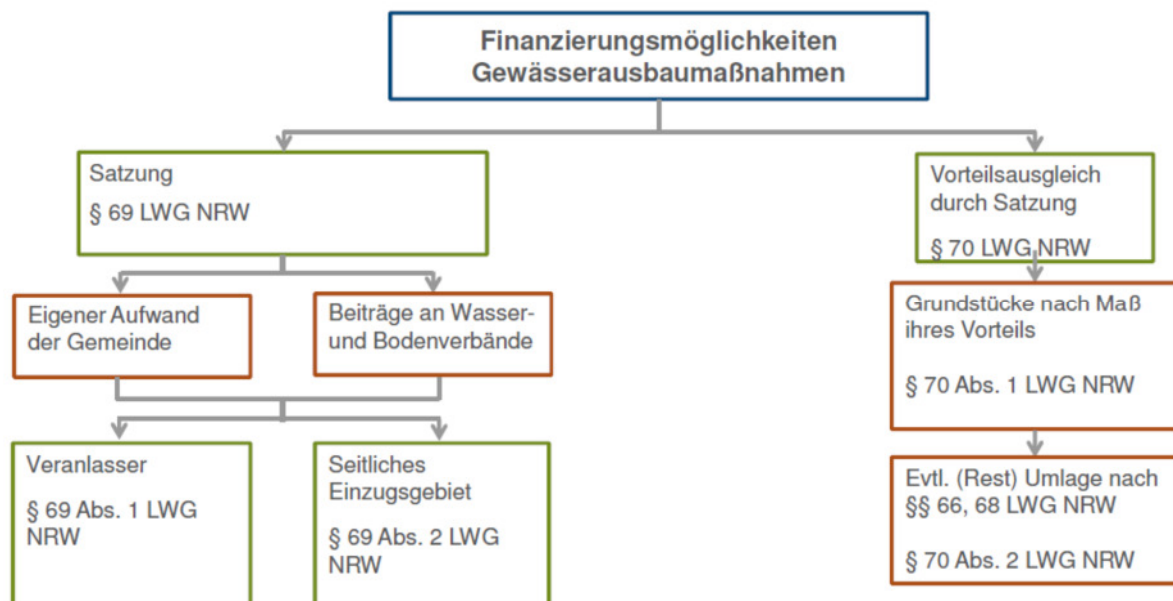 Finanzierungsmöglichkeiten
Gewässerausbaumaßnahmen
Satzung
§ 69 LWG NRW
Vorteilsausgleich
durch Satzung
§ 70 LWG NRW
Eigener Aufwand
der Gemeinde
Beiträge an Wasser-
und Bodenverbände
Grundstücke nach Maß
ihres Vorteils
§ 70 Abs. 1 LWG NRW
Veranlasser
§ 69 Abs. 1 LWG
NRW
Seitliches
Einzugsgebiet
§ 69 Abs. 2 LWG
NRW
Evtl. (Rest) Umlage nach
§§ 66, 68 LWG NRW
§ 70 Abs. 2 LWG NRW